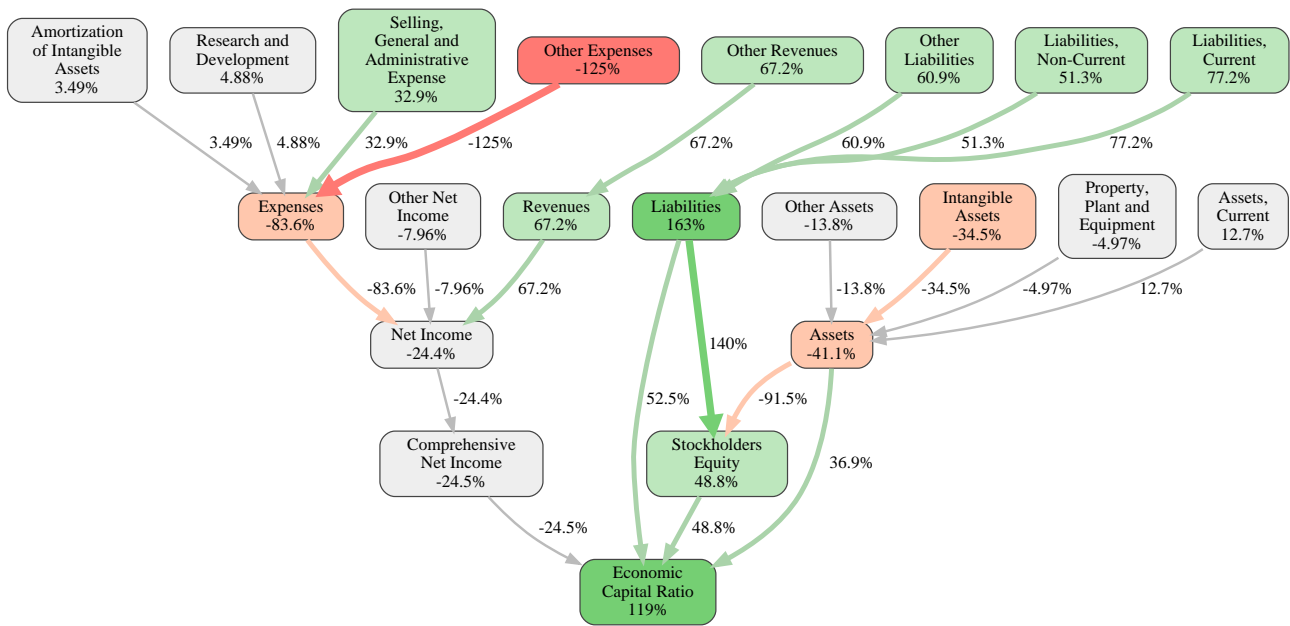 Amortization
of Intangible
Assets
3.49%
Research and
Development
4.88%
Selling,
General and
Administrative
Expense
32.9%
Other Expenses
-125%
Other Revenues
67.2%
Other
Liabilities
60.9%
Liabilities,
Non-Current
51.3%
Liabilities,
Current
77.2%
3.49%
4.88%
32.9%
-125%
67.2%
60.9%
51.3%
77.2%
Expenses
-83.6%
Other Net
Income
-7.96%
Revenues
67.2%
Liabilities
163%
Other Assets
-13.8%
Intangible
Assets
-34.5%
Property,
Plant and
Equipment
-4.97%
Assets,
Current
12.7%
-83.6%
-7.96%
67.2%
-13.8%
-34.5%
-4.97%
12.7%
Net Income
-24.4%
140%
Assets
-41.1%
-24.4%
52.5%
-91.5%
Comprehensive
Net Income
-24.5%
Stockholders
Equity
48.8%
36.9%
-24.5%
48.8%
Economic
Capital Ratio
119%